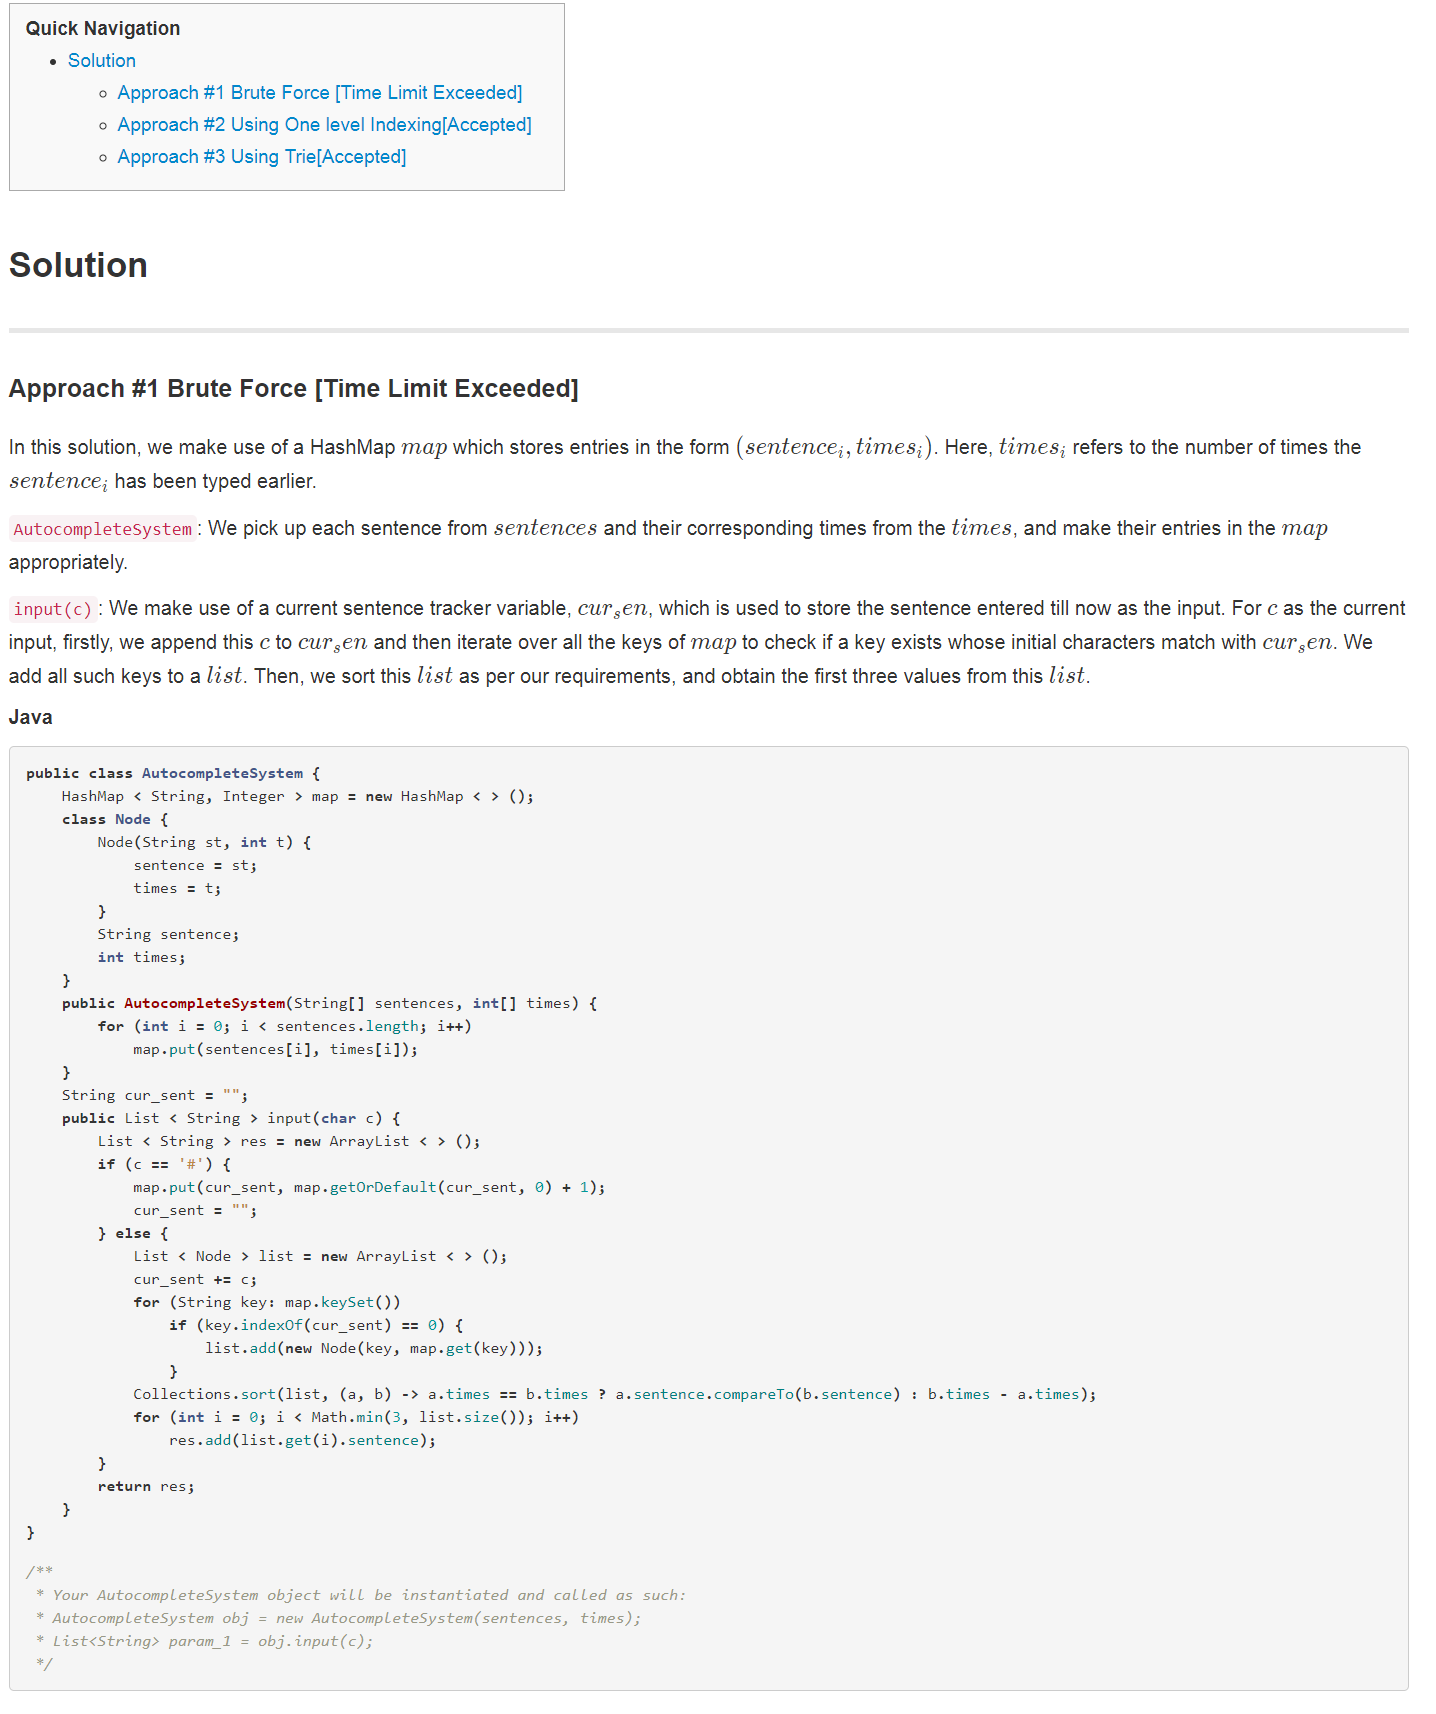 Quick Navigation
• Solution
◦ Approach #1 Brute Force [Time Limit Exceeded]
◦ Approach #2 Using One level Indexing[Accepted]
◦ Approach #3 Using Trie[Accepted]
Solution
Approach #1 Brute Force [Time Limit Exceeded]
In this solution, we make use of a HashMap map which stores entries in the form (sentence_i, times_i). Here, times_i refers to the number of times the
sentence_i has been typed earlier.
AutocompleteSystem : We pick up each sentence from sentences and their corresponding times from the times, and make their entries in the map
appropriately.
input(c) : We make use of a current sentence tracker variable, cur_sen, which is used to store the sentence entered till now as the input. For c as the current
input, firstly, we append this c to cur_sen and then iterate over all the keys of map to check if a key exists whose initial characters match with cur_sen. We
add all such keys to a list. Then, we sort this list as per our requirements, and obtain the first three values from this list.
Java
public class AutocompleteSystem {
    HashMap < String, Integer > map = new HashMap < > ();
    class Node {
        Node(String st, int t) {
            sentence = st;
            times = t;
        }
        String sentence;
        int times;
    }
    public AutocompleteSystem(String[] sentences, int[] times) {
        for (int i = 0; i < sentences.length; i++)
            map.put(sentences[i], times[i]);
    }
    String cur_sent = "";
    public List < String > input(char c) {
        List < String > res = new ArrayList < > ();
        if (c == '#') {
            map.put(cur_sent, map.getOrDefault(cur_sent, 0) + 1);
            cur_sent = "";
        } else {
            List < Node > list = new ArrayList < > ();
            cur_sent += c;
            for (String key: map.keySet())
                if (key.indexOf(cur_sent) == 0) {
                    list.add(new Node(key, map.get(key)));
                }
            Collections.sort(list, (a, b) -> a.times == b.times ? a.sentence.compareTo(b.sentence) : b.times - a.times);
            for (int i = 0; i < Math.min(3, list.size()); i++)
                res.add(list.get(i).sentence);
        }
        return res;
    }
}
/**
 * Your AutocompleteSystem object will be instantiated and called as such:
 * AutocompleteSystem obj = new AutocompleteSystem(sentences, times);
 * List<String> param_1 = obj.input(c);
 */